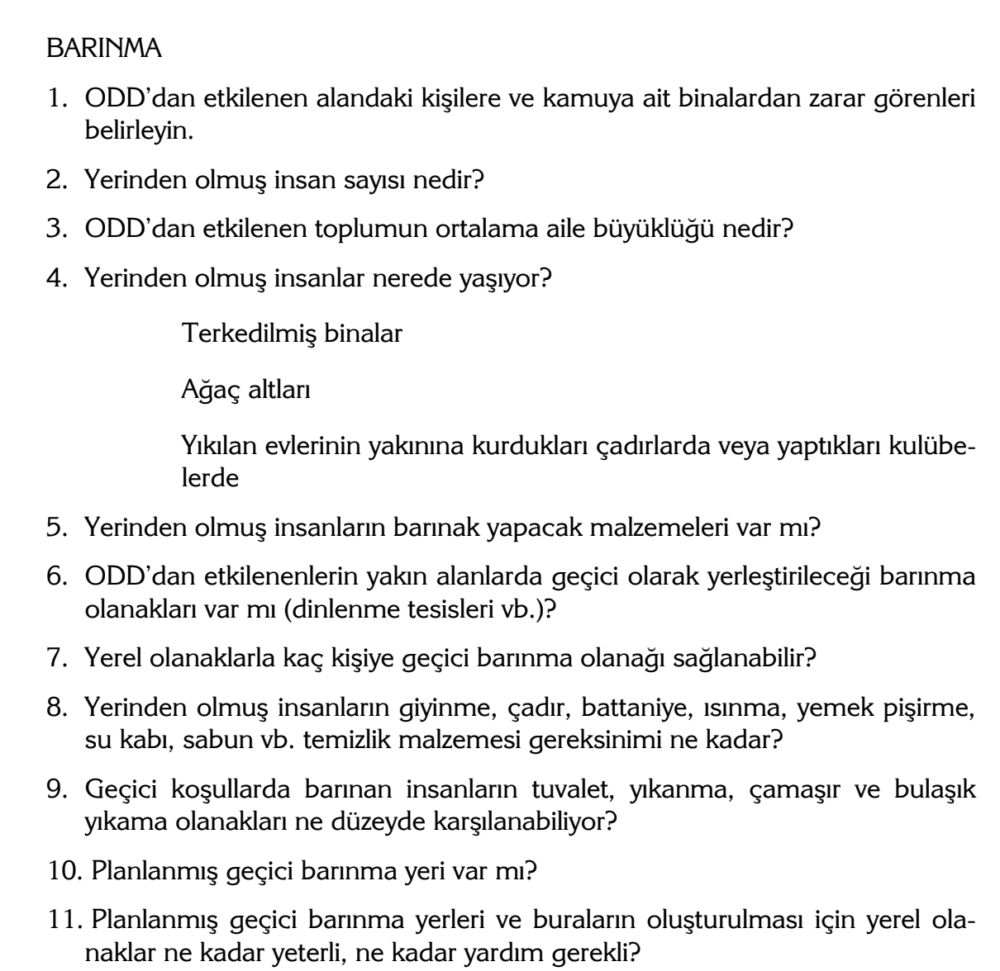 BARINMA
1. ODD’dan etkilenen alandaki kişilere ve kamuya ait binalardan zarar görenleri
belirleyin.
2. Yerinden olmuş insan sayısı nedir?
3. ODD’dan etkilenen toplumun ortalama aile büyüklüğü nedir?
4. Yerinden olmuş insanlar nerede yaşıyor?
Terkedilmiş binalar
Ağaç altları
Yıkılan evlerinin yakınına kurdukları çadırlarda veya yaptıkları kulübe-
lerde
5. Yerinden olmuş insanların barınak yapacak malzemeleri var mı?
6. ODD’dan etkilenenlerin yakın alanlarda geçici olarak yerleştirileceği barınma
olanakları var mı (dinlenme tesisleri vb.)?
7. Yerel olanaklarla kaç kişiye geçici barınma olanağı sağlanabilir?
8. Yerinden olmuş insanların giyinme, çadır, battaniye, ısınma, yemek pişirme,
su kabı, sabun vb. temizlik malzemesi gereksinimi ne kadar?
9. Geçici koşullarda barınan insanların tuvalet, yıkanma, çamaşır ve bulaşık
yıkama olanakları ne düzeyde karşılanabiliyor?
10. Planlanmış geçici barınma yeri var mı?
11. Planlanmış geçici barınma yerleri ve buraların oluşturulması için yerel ola-
naklar ne kadar yeterli, ne kadar yardım gerekli?